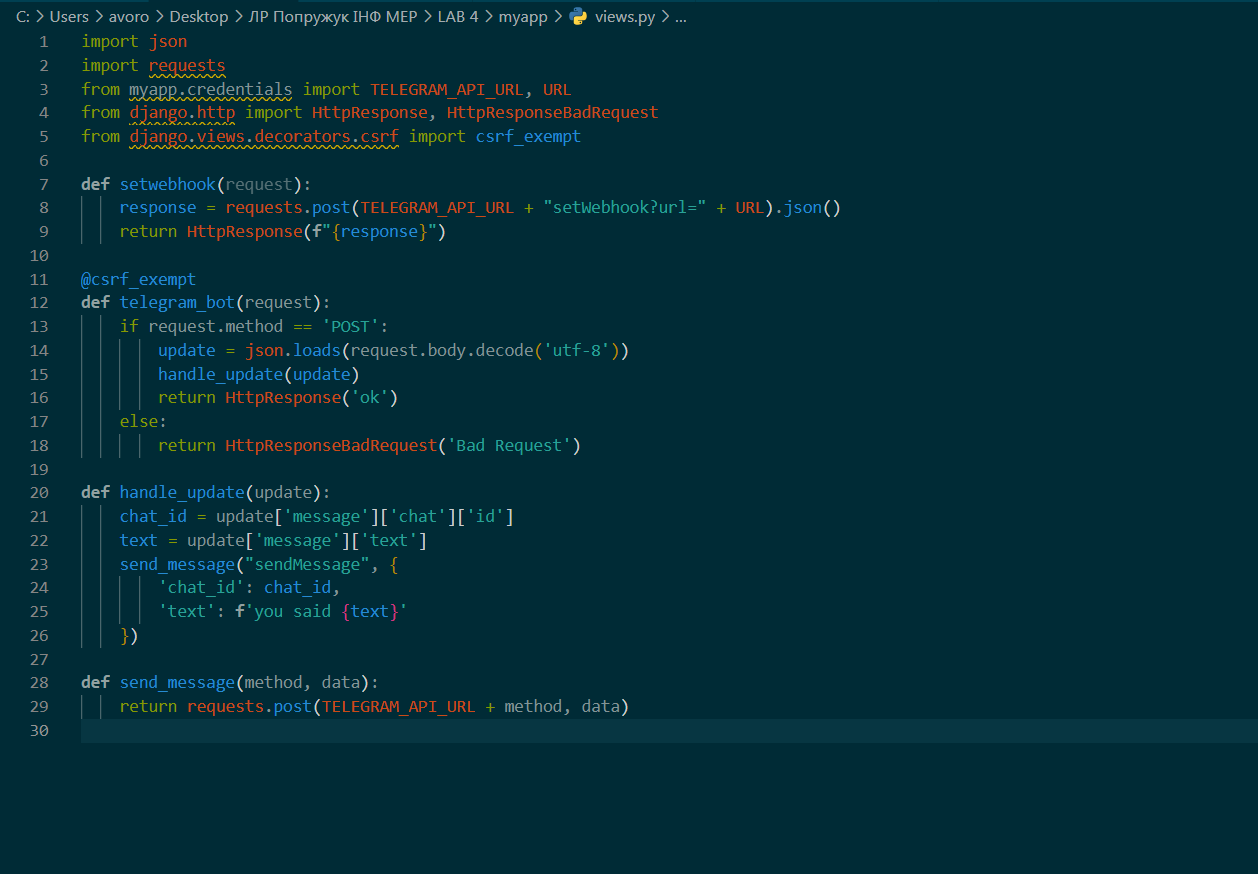 C: > Users > avoro > Desktop > ЛР Попружук ІНФ МЕР > LAB 4 > myapp > views.py > ...
1 import json
2 import requests
3 from myapp.credentials import TELEGRAM_API_URL, URL
4 from django.http import HttpResponse, HttpResponseBadRequest
5 from django.views.decorators.csrf import csrf_exempt
6
7 def setwebhook(request):
8     response = requests.post(TELEGRAM_API_URL + "setWebhook?url=" + URL).json()
9     return HttpResponse(f"{response}")
10
11 @csrf_exempt
12 def telegram_bot(request):
13     if request.method == 'POST':
14         update = json.loads(request.body.decode('utf-8'))
15         handle_update(update)
16         return HttpResponse('ok')
17     else:
18         return HttpResponseBadRequest('Bad Request')
19
20 def handle_update(update):
21     chat_id = update['message']['chat']['id']
22     text = update['message']['text']
23     send_message("sendMessage", {
24         'chat_id': chat_id,
25         'text': f'you said {text}'
26     })
27
28 def send_message(method, data):
29     return requests.post(TELEGRAM_API_URL + method, data)
30